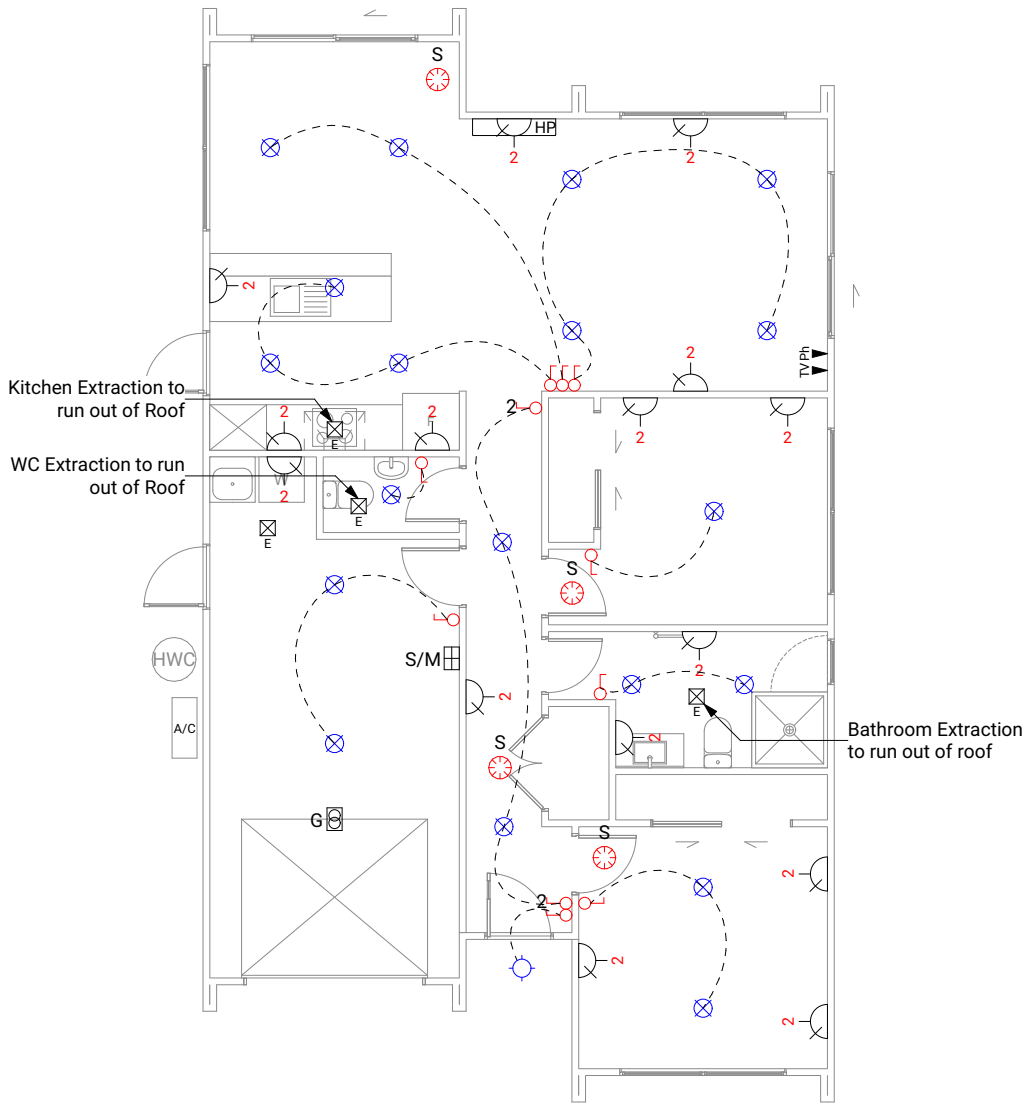 S
HP
2
2
2
TV Ph
2
Kitchen Extraction to
run out of Roof
2
2
2
2
2
E
WC Extraction to run
out of Roof
W
2
E
E
S
HWC
S/M
2
2
E
A/C
2
Bathroom Extraction
to run out of roof
S
G
S
2
2
2
2